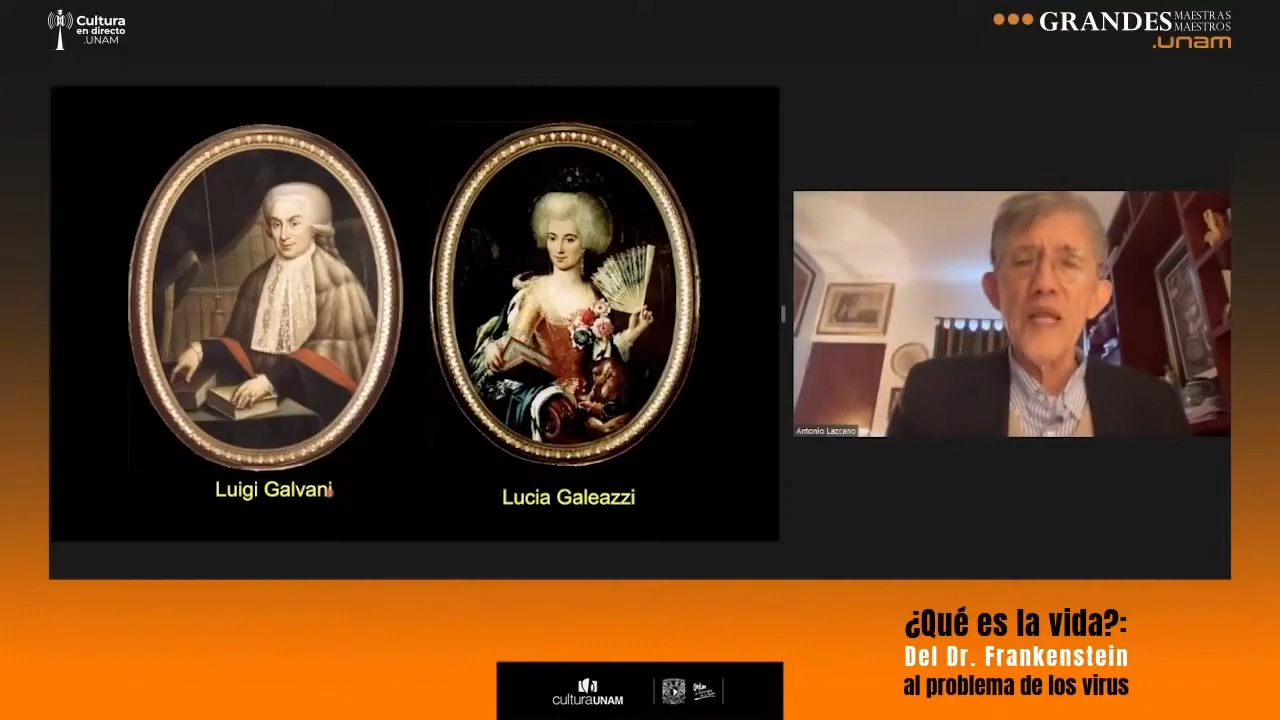 Cultura
en directo
.UNAM
GRANDES MAESTRAS
MAESTROS
.unam
Luigi Galvani
Lucia Galeazzi
Antonio Lazcano
¿Qué es la vida?:
Del Dr. Frankenstein
al problema de los virus
culturaUNAM